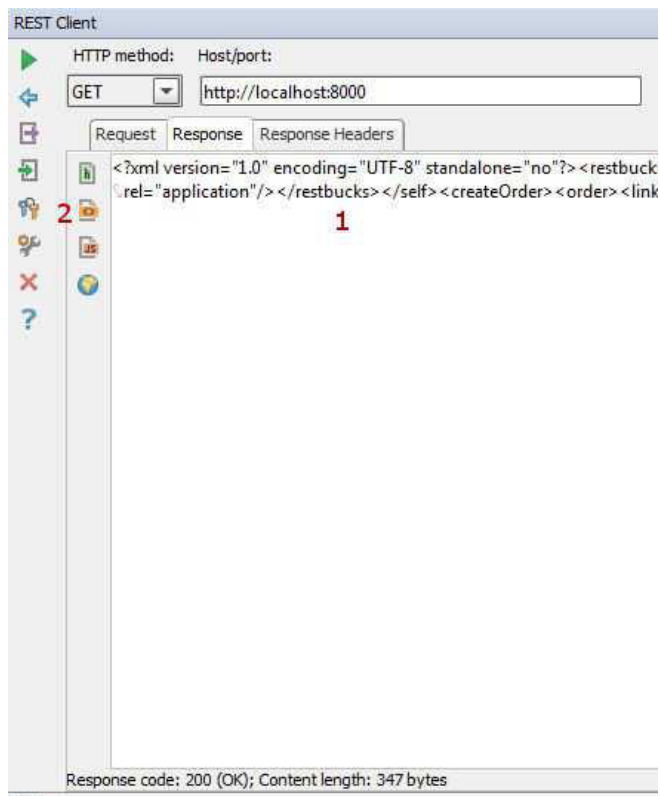 REST Client
HTTP method: Host/port:
GET http://localhost:8000
Request Response Response Headers
<?xml version="1.0" encoding="UTF-8" standalone="no"?><restbuck
rel="application"/></restbucks></self><createOrder><order><link
2
1
Response code: 200 (OK); Content length: 347 bytes